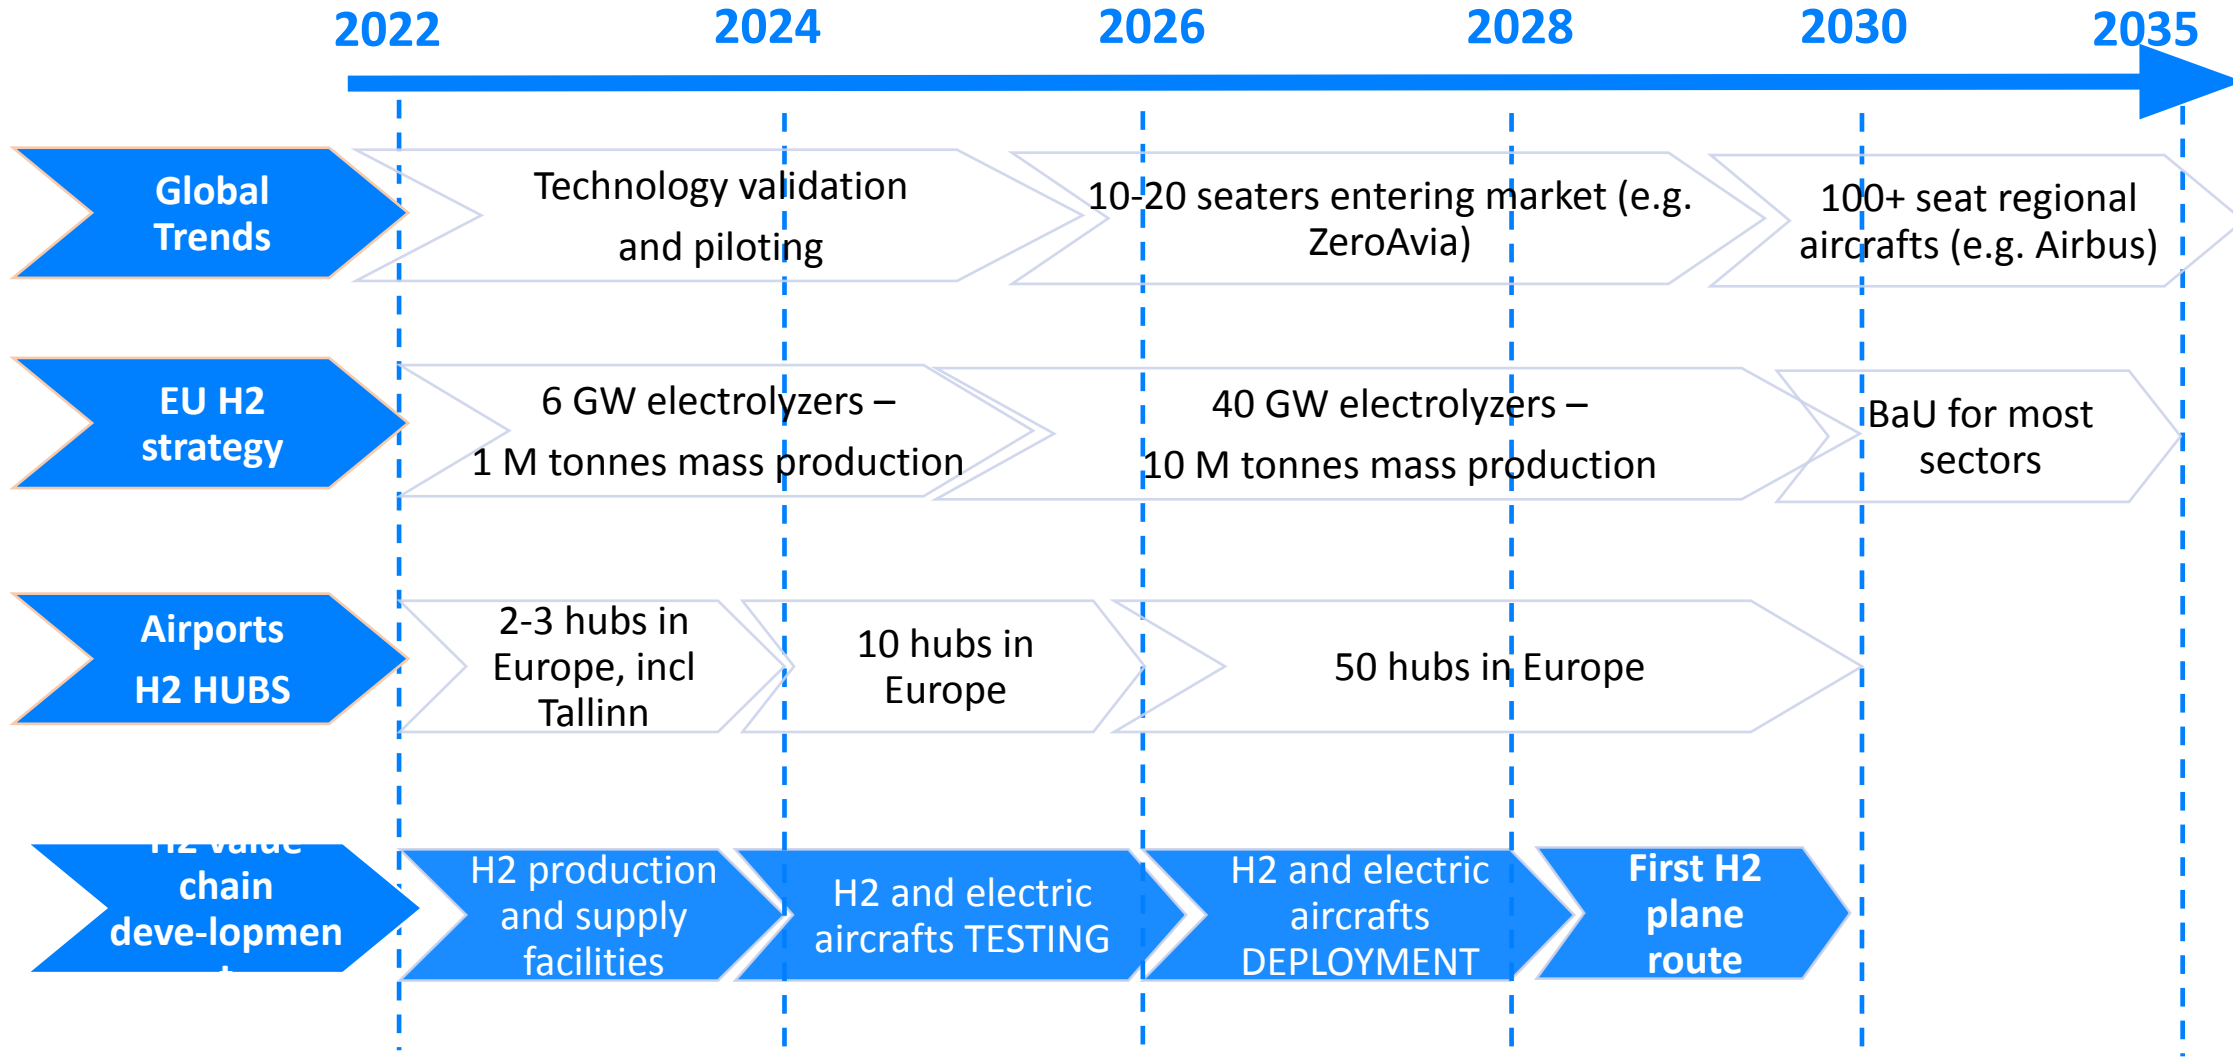 2022 2024 2026 2028 2030 2035
Global
Trends
Technology validation
and piloting
10-20 seaters entering market (e.g.
ZeroAvia)
100+ seat regional
aircrafts (e.g. Airbus)
EU H2
strategy
6 GW electrolyzers –
1 M tonnes mass production
40 GW electrolyzers –
10 M tonnes mass production
BaU for most
sectors
Airports
H2 HUBS
2-3 hubs in
Europe, incl
Tallinn
10 hubs in
Europe
50 hubs in Europe
H2 value
chain
deve-lopmen
t
H2 production
and supply
facilities
H2 and electric
aircrafts TESTING
H2 and electric
aircrafts
DEPLOYMENT
First H2
plane
route